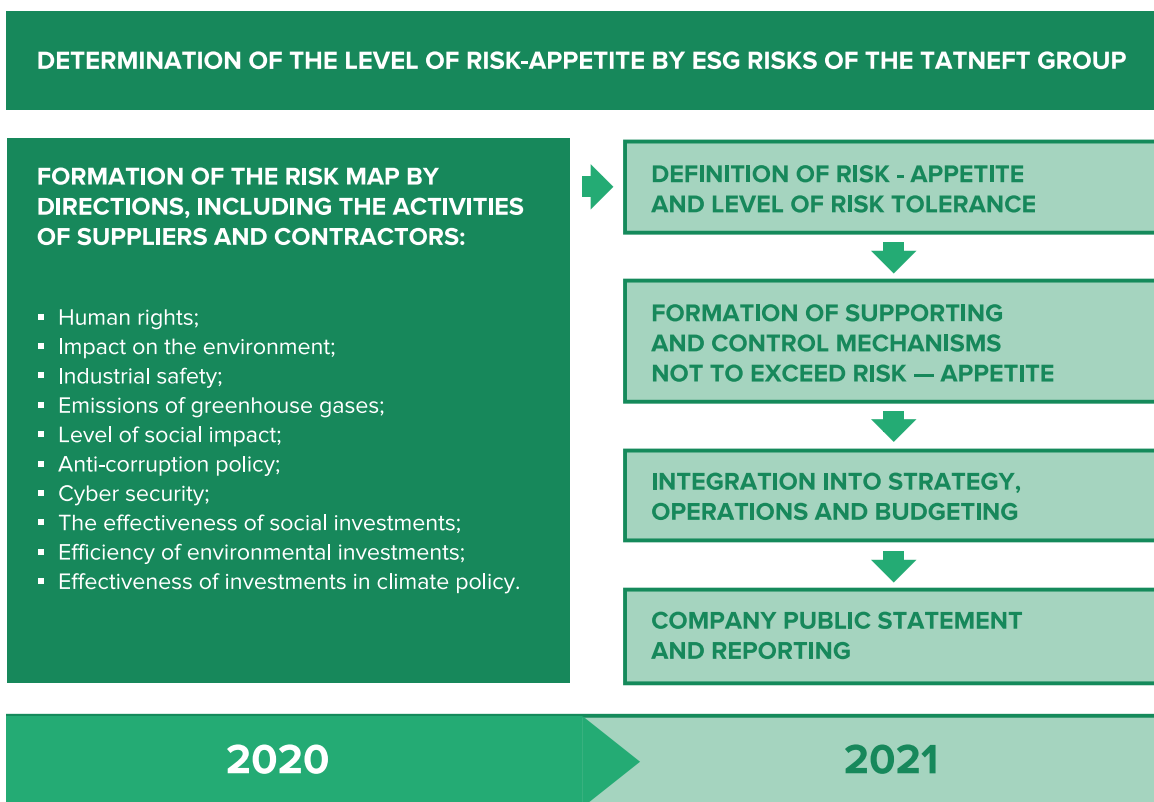 DETERMINATION OF THE LEVEL OF RISK-APPETITE BY ESG RISKS OF THE TATNEFT GROUP
FORMATION OF THE RISK MAP BY
DIRECTIONS, INCLUDING THE ACTIVITIES
OF SUPPLIERS AND CONTRACTORS:
▪ Human rights;
▪ Impact on the environment;
▪ Industrial safety;
▪ Emissions of greenhouse gases;
▪ Level of social impact;
▪ Anti-corruption policy;
▪ Cyber security;
▪ The effectiveness of social investments;
▪ Efficiency of environmental investments;
▪ Effectiveness of investments in climate policy.
DEFINITION OF RISK - APPETITE
AND LEVEL OF RISK TOLERANCE
FORMATION OF SUPPORTING
AND CONTROL MECHANISMS
NOT TO EXCEED RISK — APPETITE
INTEGRATION INTO STRATEGY,
OPERATIONS AND BUDGETING
COMPANY PUBLIC STATEMENT
AND REPORTING
2020
2021